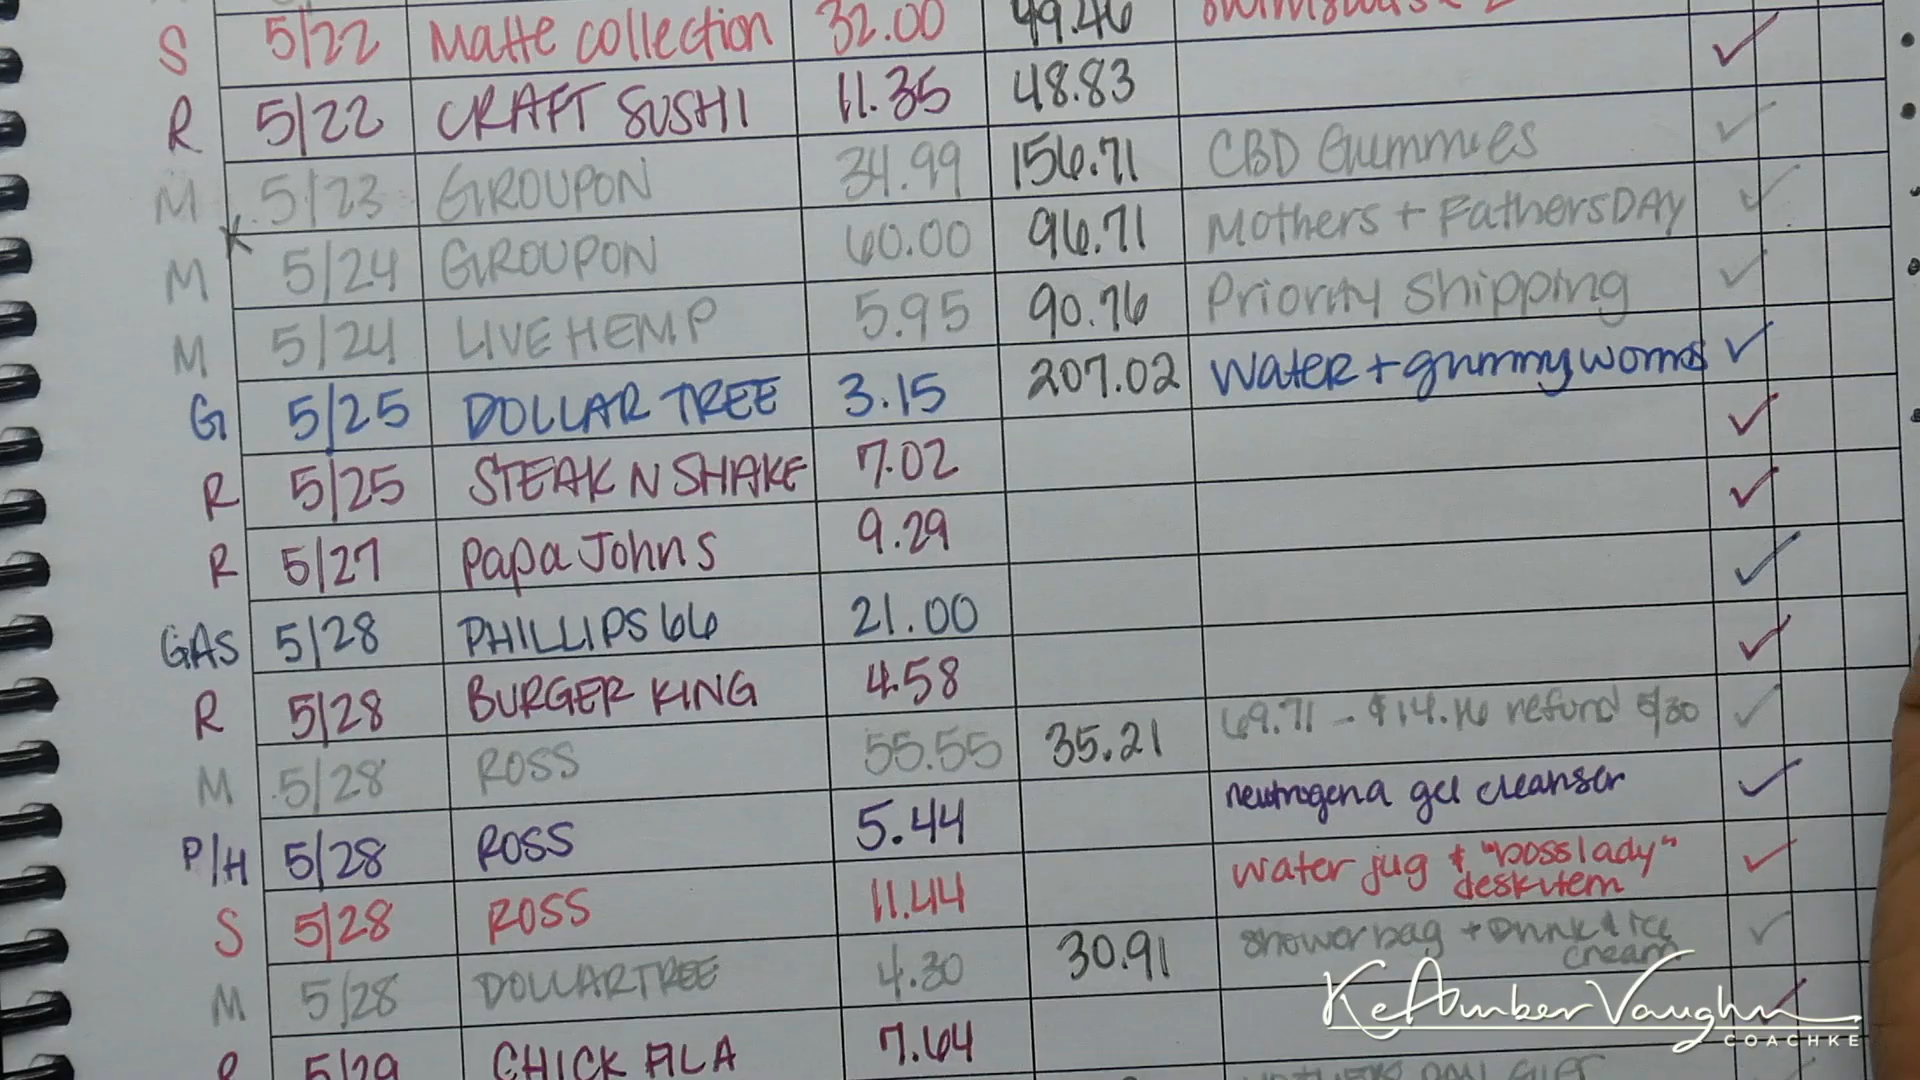 S 5/22 Matte collection 32.00 99.46
R 5/22 CRAFT SUSHI 11.35 48.83
M 5/23 GROUPON 34.99 156.71 CBD Gummies
M 5/24 GROUPON 60.00 96.71 Mothers + FathersDAY
M 5/24 LIVE HEMP 5.95 90.76 Priority Shipping
G 5/25 DOLLAR TREE 3.15 207.02 Water + gummy worms
R 5/25 STEAK N SHAKE 7.02
R 5/27 Papa Johns 9.29
GAS 5/28 PHILLIPS 66 21.00
R 5/28 BURGER KING 4.58
M 5/28 ROSS 55.55 35.21 69.71 - $14.16 refund 5/30
P/H 5/28 ROSS 5.44 neutrogena gel cleanser
S 5/28 ROSS 11.44 water jug & "boss lady"
desk item
M 5/28 DOLLARTREE 4.30 30.91 shower bag + Drink & ice
cream
R 5/29 CHICK FIL A 7.64
KeAmber Vaughn
COACHKE